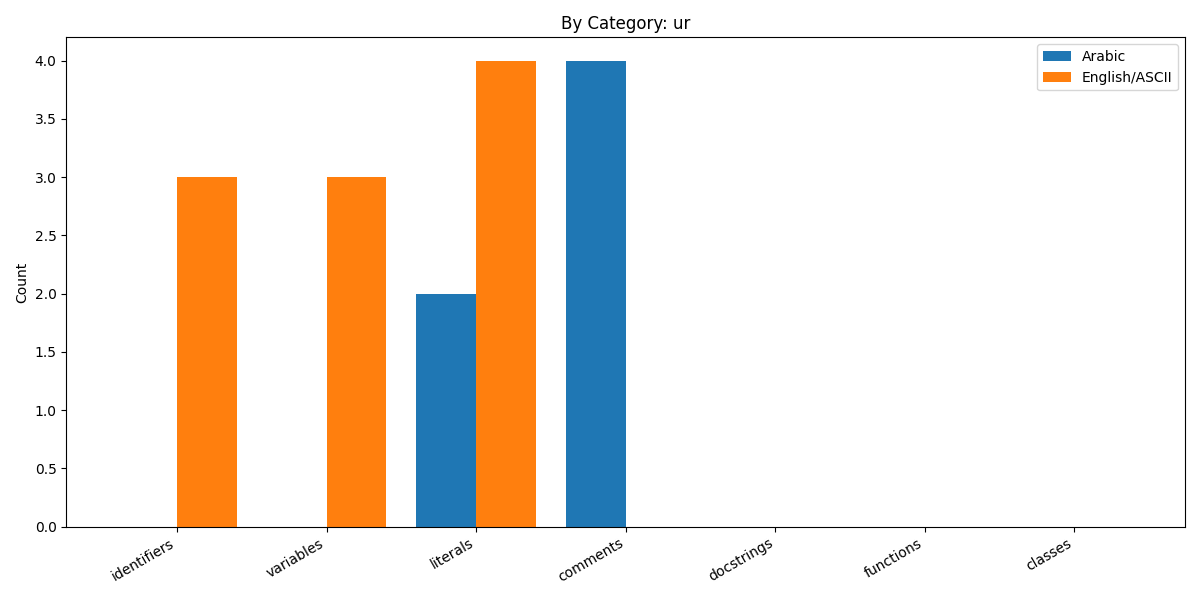 By Category: ur
Arabic
English/ASCII
Count
4.0
3.5
3.0
2.5
2.0
1.5
1.0
0.5
0.0
identifiers
variables
literals
comments
docstrings
functions
classes